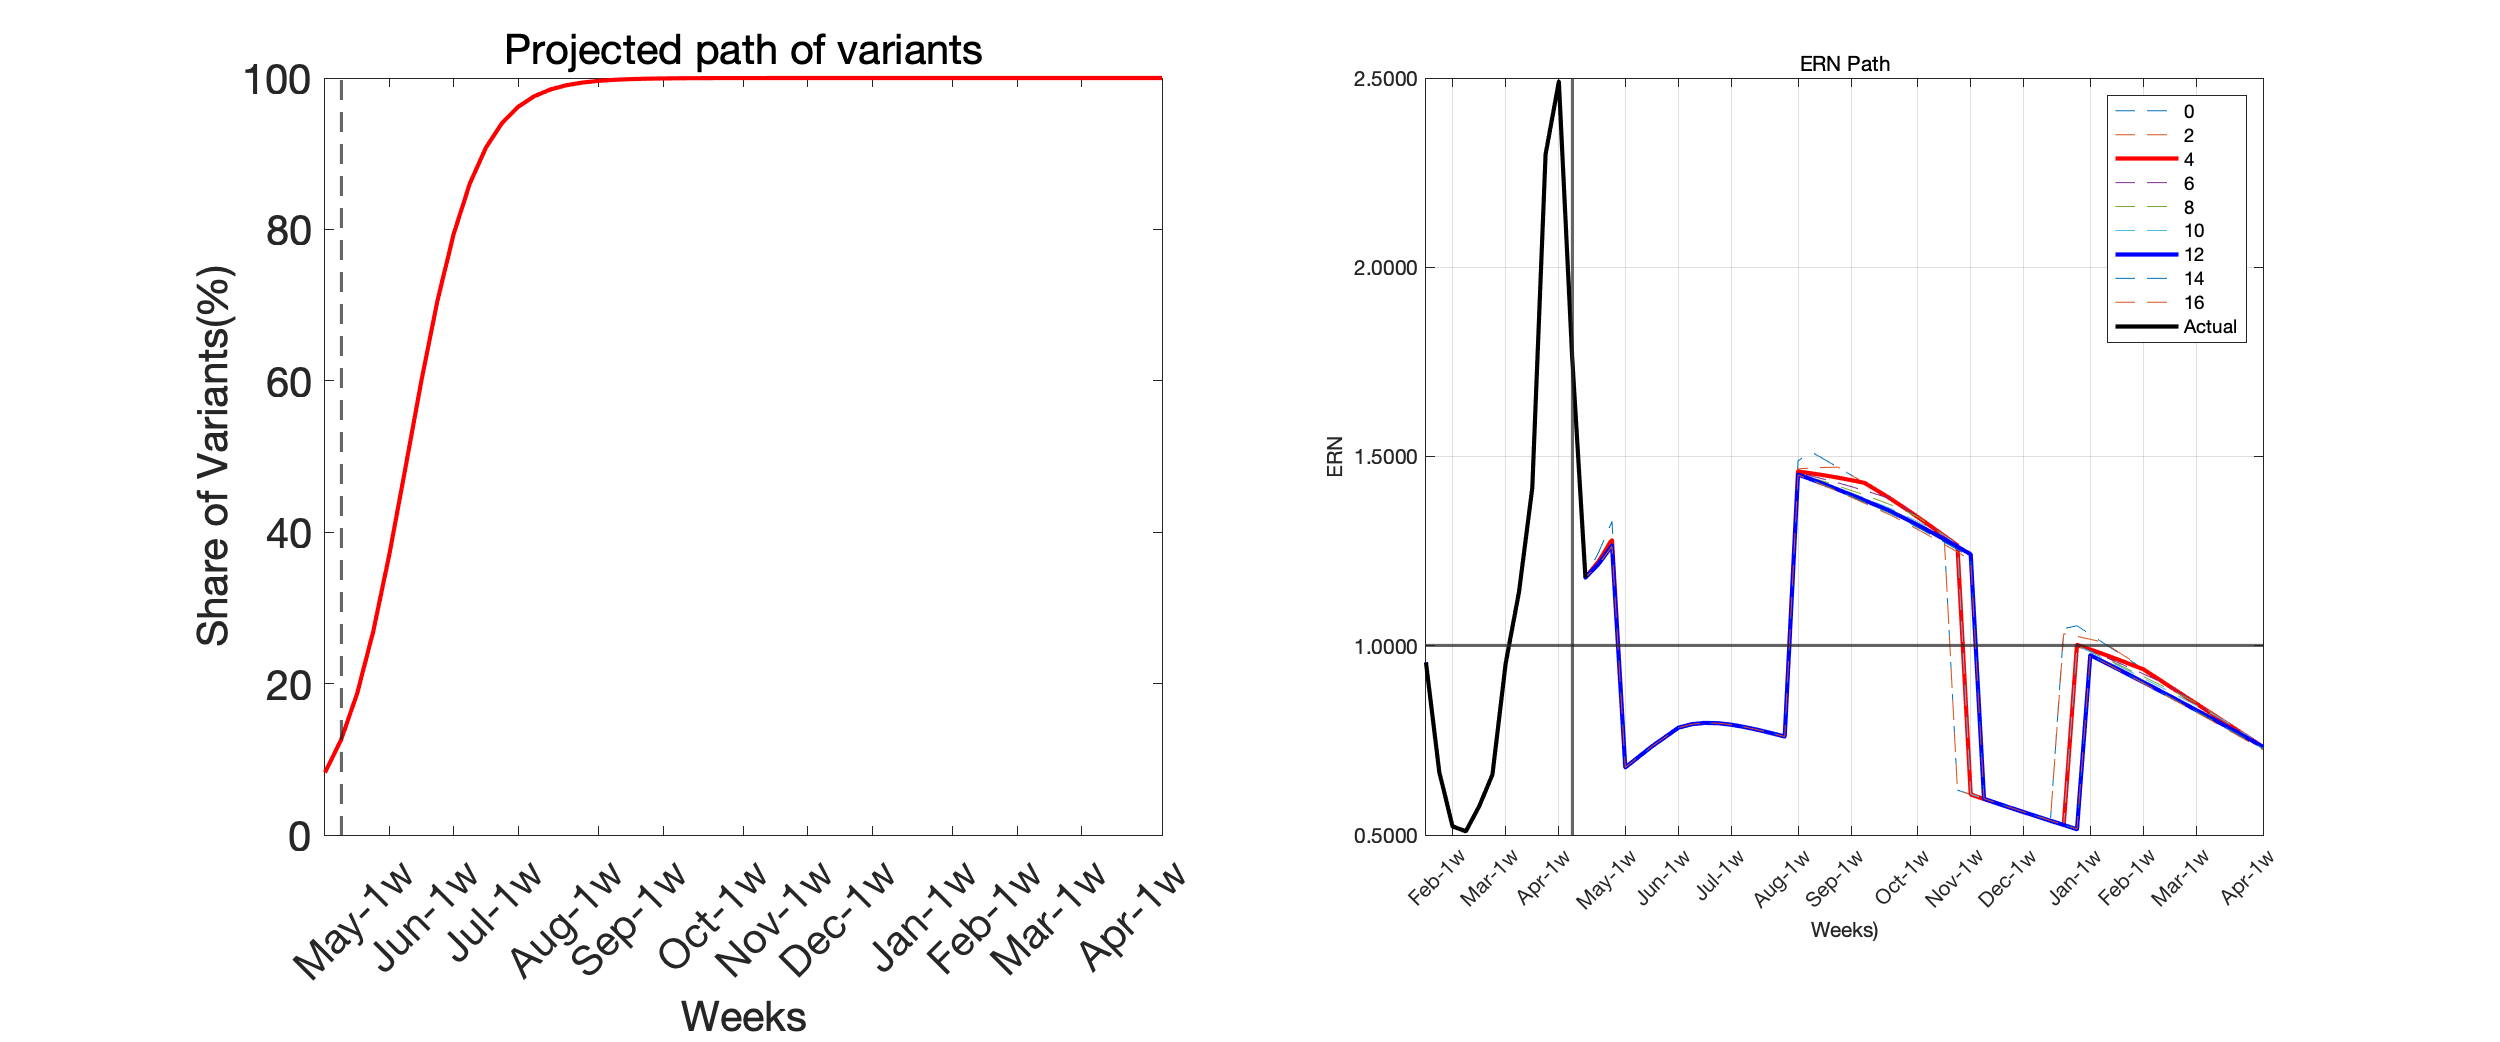 Projected path of variants
Share of Variants(%)
100
80
60
40
20
0
May-1w
Jun-1w
Jul-1w
Aug-1w
Sep-1w
Oct-1w
Nov-1w
Dec-1w
Jan-1w
Feb-1w
Mar-1w
Apr-1w
Weeks
ERN Path
ERN
2.5000
2.0000
1.5000
1.0000
0.5000
0
2
4
6
8
10
12
14
16
Actual
Feb-1w
Mar-1w
Apr-1w
May-1w
Jun-1w
Jul-1w
Aug-1w
Sep-1w
Oct-1w
Nov-1w
Dec-1w
Jan-1w
Feb-1w
Mar-1w
Apr-1w
Weeks)